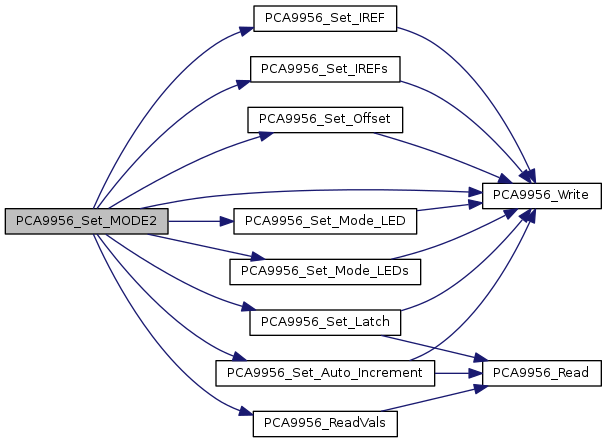 PCA9956_Set_IREF
PCA9956_Set_IREFs
PCA9956_Set_Offset
PCA9956_Write
PCA9956_Set_MODE2
PCA9956_Set_Mode_LED
PCA9956_Set_Mode_LEDs
PCA9956_Set_Latch
PCA9956_Set_Auto_Increment
PCA9956_Read
PCA9956_ReadVals